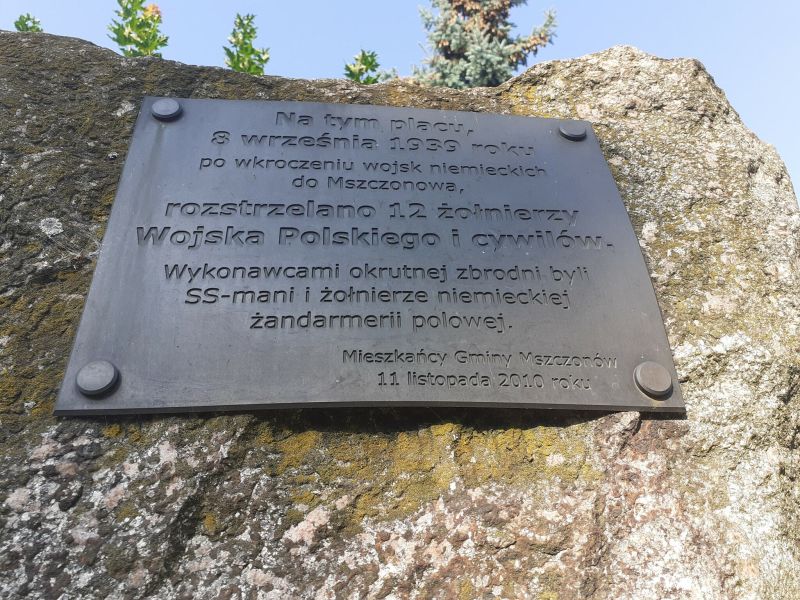 Na tym placu,
8 września 1939 roku
po wkroczeniu wojsk niemieckich
do Mszczonowa,
rozstrzelano 12 żołnierzy
Wojska Polskiego i cywilów.
Wykonawcami okrutnej zbrodni byli
SS-mani i żołnierze niemieckiej
żandarmerii polowej.
Mieszkańcy Gminy Mszczonów
11 listopada 2010 roku